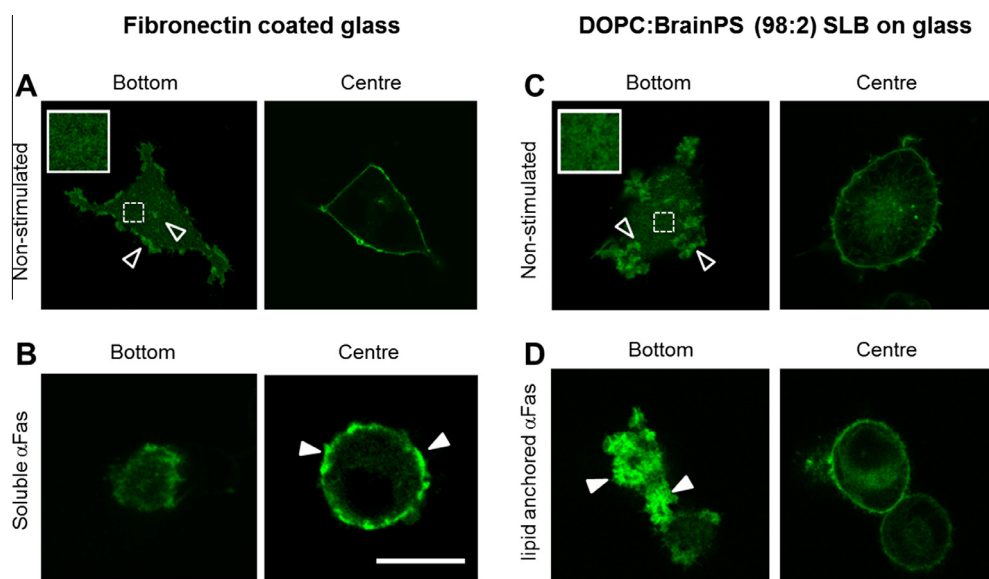 Fibronectin coated glass
DOPC:BrainPS (98:2) SLB on glass
A
Bottom
Centre
Non-stimulated
C
Bottom
Centre
Non-stimulated
B
Bottom
Centre
Soluble αFas
D
Bottom
Centre
lipid anchored αFas